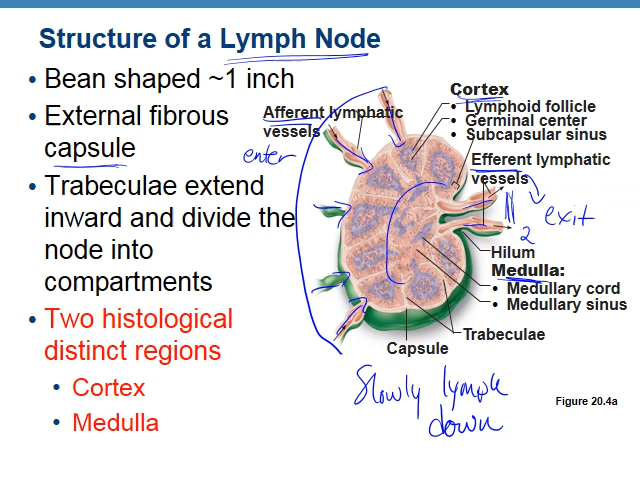 Structure of a Lymph Node
• Bean shaped ~1 inch
• External fibrous
capsule
• Trabeculae extend
inward and divide the
node into
compartments
• Two histological
distinct regions
• Cortex
• Medulla
Afferent lymphatic
vessels
enter
Cortex
• Lymphoid follicle
• Germinal center
• Subcapsular sinus
Efferent lymphatic
vessels
2 exit
Hilum
Medulla:
• Medullary cord
• Medullary sinus
Trabeculae
Capsule
Slowly lymph
down
Figure 20.4a